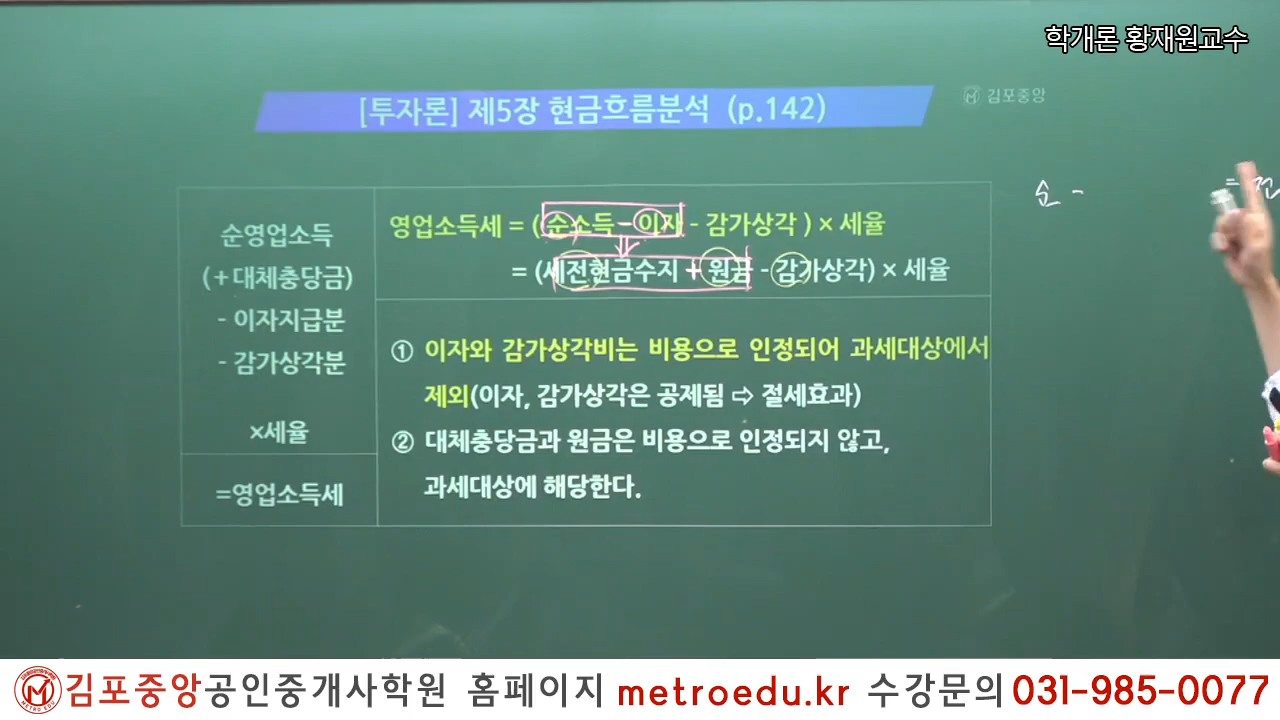 학개론 황재원교수
[투자론] 제5장 현금흐름분석 (p.142)
김포중앙
순영업소득
(+대체충당금)
- 이자지급분
- 감가상각분
×세율
=영업소득세
영업소득세 = ( 순소득 - 이자 - 감가상각 ) × 세율
= (세전현금수지 + 원금 - 감가상각) × 세율
① 이자와 감가상각비는 비용으로 인정되어 과세대상에서
제외(이자, 감가상각은 공제됨 ⇨ 절세효과)
② 대체충당금과 원금은 비용으로 인정되지 않고,
과세대상에 해당한다.
순 -
= 전
METRO EDU
김포중앙공인중개사학원 홈페이지 metroedu.kr 수강문의 031-985-0077